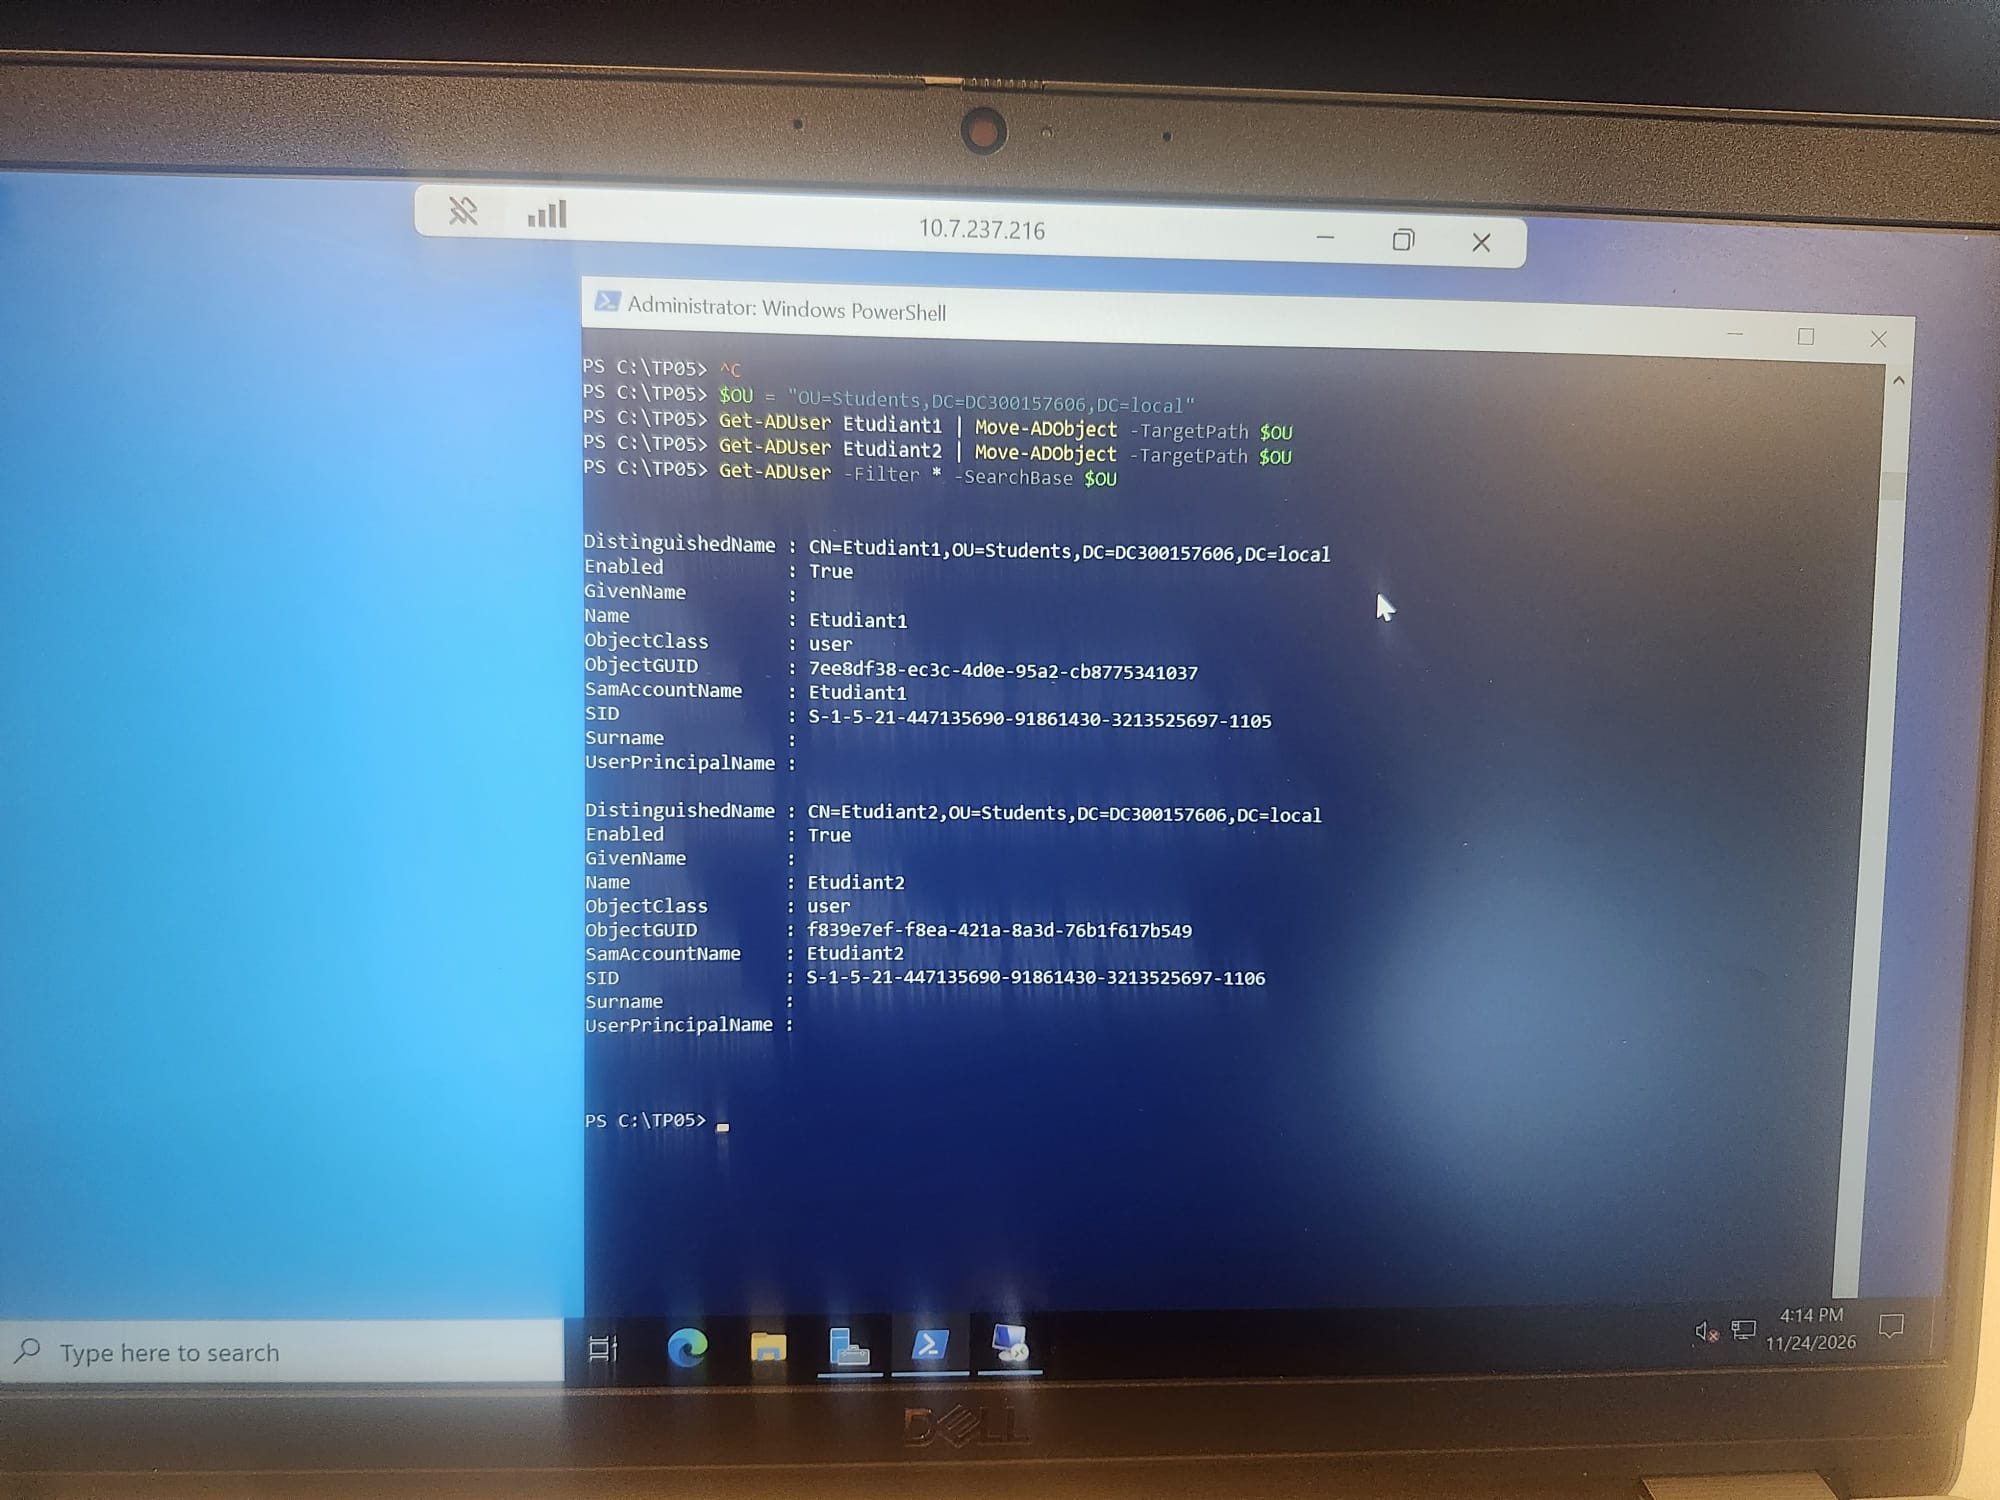 10.7.237.216
Administrator: Windows PowerShell
PS C:\TP05> ^C
PS C:\TP05> $OU = "OU=Students,DC=DC300157606,DC=local"
PS C:\TP05> Get-ADUser Etudiant1 | Move-ADObject -TargetPath $OU
PS C:\TP05> Get-ADUser Etudiant2 | Move-ADObject -TargetPath $OU
PS C:\TP05> Get-ADUser -Filter * -SearchBase $OU
DistinguishedName : CN=Etudiant1,OU=Students,DC=DC300157606,DC=local
Enabled : True
GivenName :
Name : Etudiant1
ObjectClass : user
ObjectGUID : 7ee8df38-ec3c-4d0e-95a2-cb8775341037
SamAccountName : Etudiant1
SID : S-1-5-21-447135690-91861430-3213525697-1105
Surname :
UserPrincipalName :
DistinguishedName : CN=Etudiant2,OU=Students,DC=DC300157606,DC=local
Enabled : True
GivenName :
Name : Etudiant2
ObjectClass : user
ObjectGUID : f839e7ef-f8ea-421a-8a3d-76b1f617b549
SamAccountName : Etudiant2
SID : S-1-5-21-447135690-91861430-3213525697-1106
Surname :
UserPrincipalName :
PS C:\TP05>
Type here to search
4:14 PM
11/24/2026
DELL